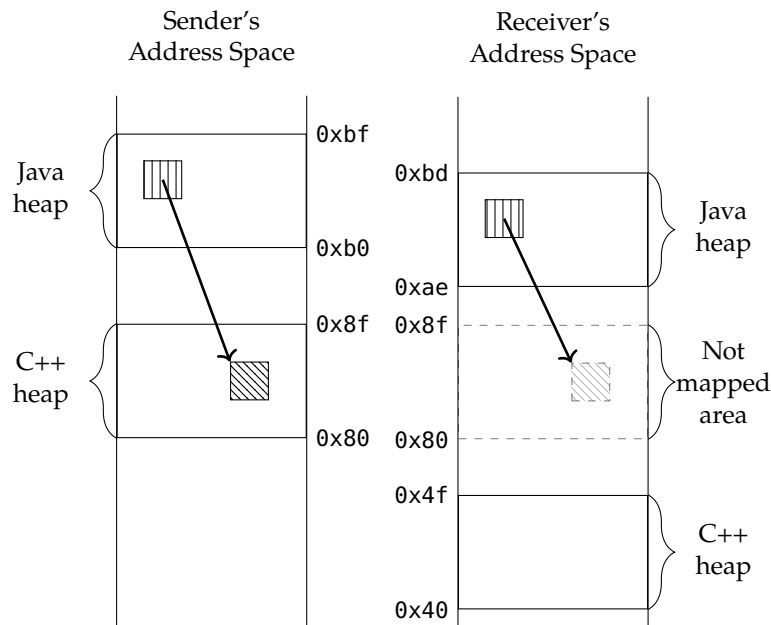 Sender's
Address Space
Receiver's
Address Space
Java
heap
0xbf
0xb0
C++
heap
0x8f
0x80
0xbd
0xae
Java
heap
0x8f
0x80
Not
mapped
area
0x4f
0x40
C++
heap